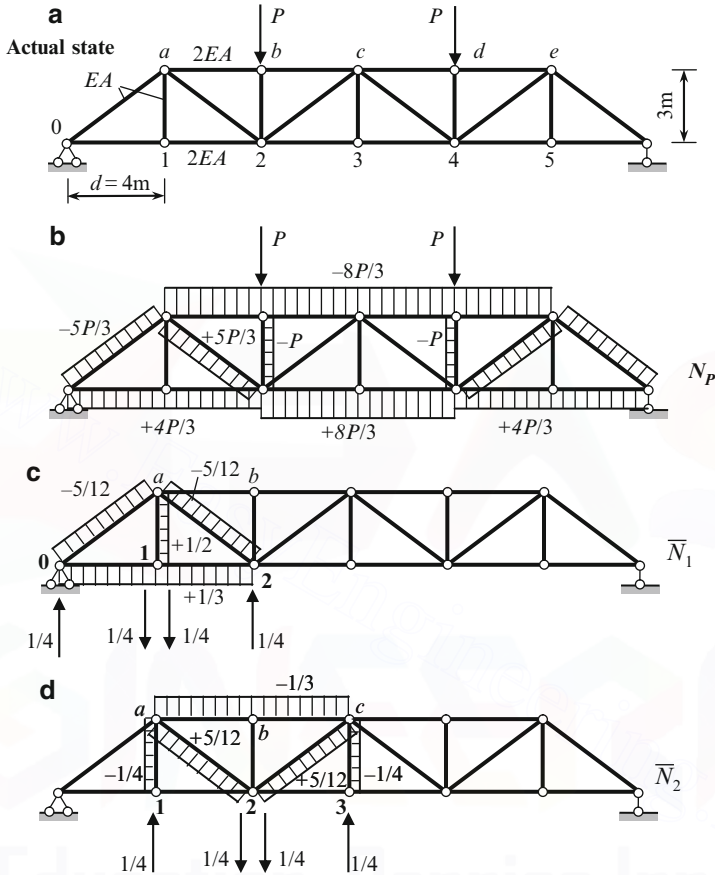 a
P P
Actual state
a 2EA b c d e
EA
3m
0
1 2EA 2 3 4 5
d = 4m
b
P P
–8P/3
–5P/3 +5P/3 –P –P
N_P
+4P/3 +8P/3 +4P/3
c
–5/12 a –5/12 b
0 1 +1/2 2
N̅_1
+1/3
1/4 1/4 1/4 1/4
d
–1/3
a b c
+5/12
–1/4 +5/12 –1/4
N̅_2
1 2 3
1/4 1/4 1/4 1/4